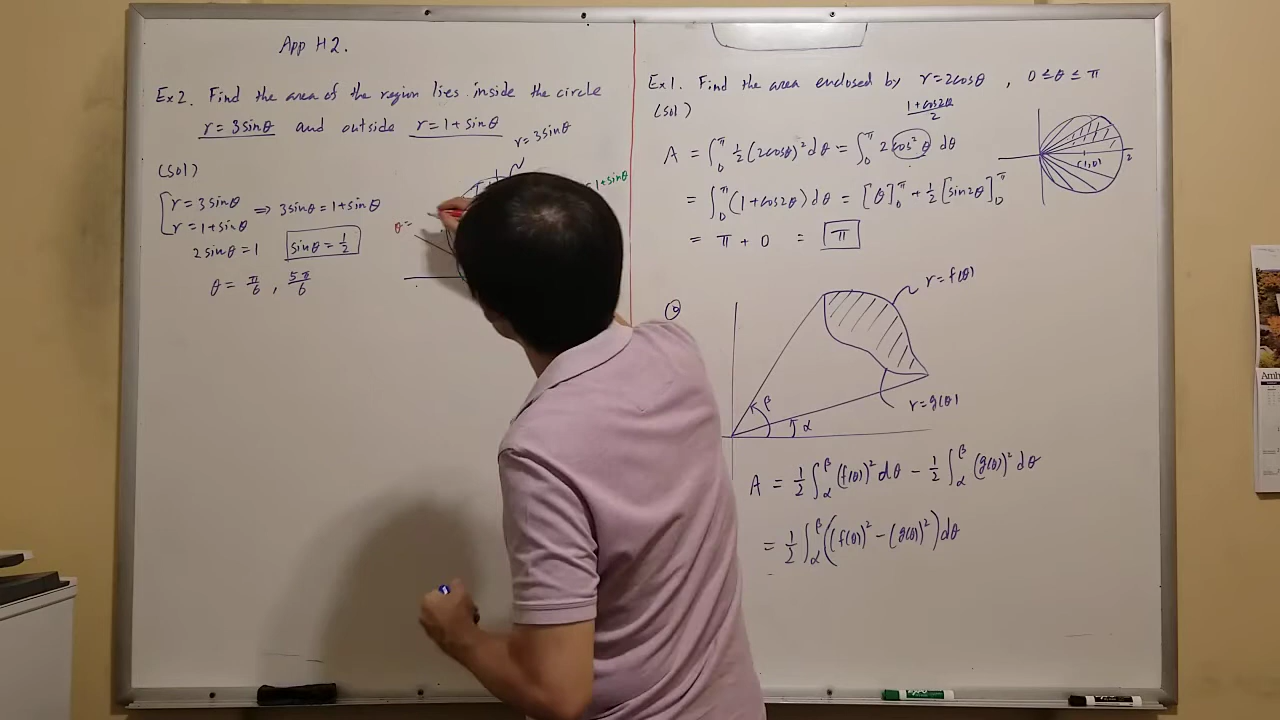 App H2.
Ex2. Find the area of the region lies inside the circle
r = 3sinθ and outside r = 1 + sinθ
(sol)
r = 3sinθ
r = 1 + sinθ
⇒ 3sinθ = 1 + sinθ
2sinθ = 1 sinθ = 1/2
θ = π/6 , 5π/6
r = 3sinθ
1 + sinθ
θ =
Ex1. Find the area enclosed by r = 2cosθ , 0 ≤ θ ≤ π
(sol)
(1 + cos2θ)/2
A = ∫₀^π 1/2 (2cosθ)² dθ = ∫₀^π 2cos²θ dθ
= ∫₀^π (1 + cos2θ) dθ = [θ]₀^π + 1/2 [sin2θ]₀^π
= π + 0 = π
(1,0)
2
r = f(θ)
β
α
r = g(θ)
A = 1/2 ∫_α^β (f(θ))² dθ − 1/2 ∫_α^β (g(θ))² dθ
= 1/2 ∫_α^β ((f(θ))² − (g(θ))²) dθ